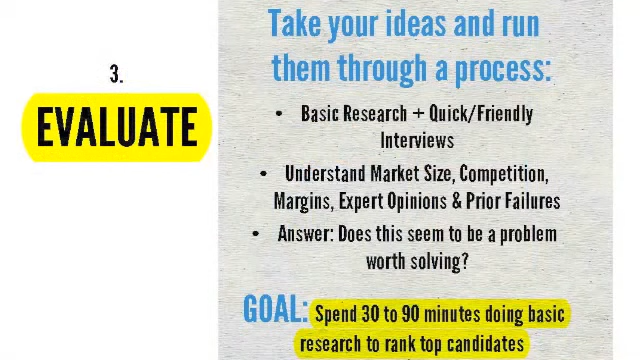 3.
EVALUATE
Take your ideas and run
them through a process:
• Basic Research + Quick/Friendly
Interviews
• Understand Market Size, Competition,
Margins, Expert Opinions & Prior Failures
• Answer: Does this seem to be a problem
worth solving?
GOAL: Spend 30 to 90 minutes doing basic
research to rank top candidates